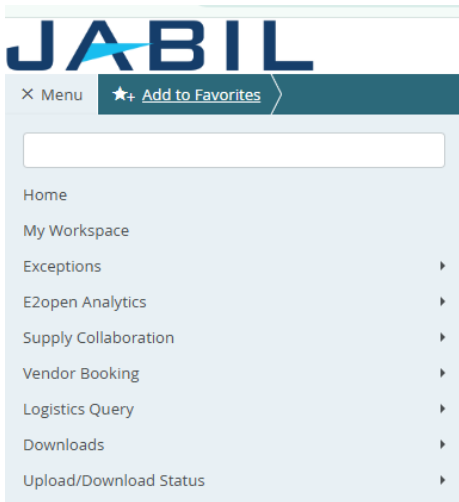 JABIL
× Menu ★+ Add to Favorites
Home
My Workspace
Exceptions
E2open Analytics
Supply Collaboration
Vendor Booking
Logistics Query
Downloads
Upload/Download Status